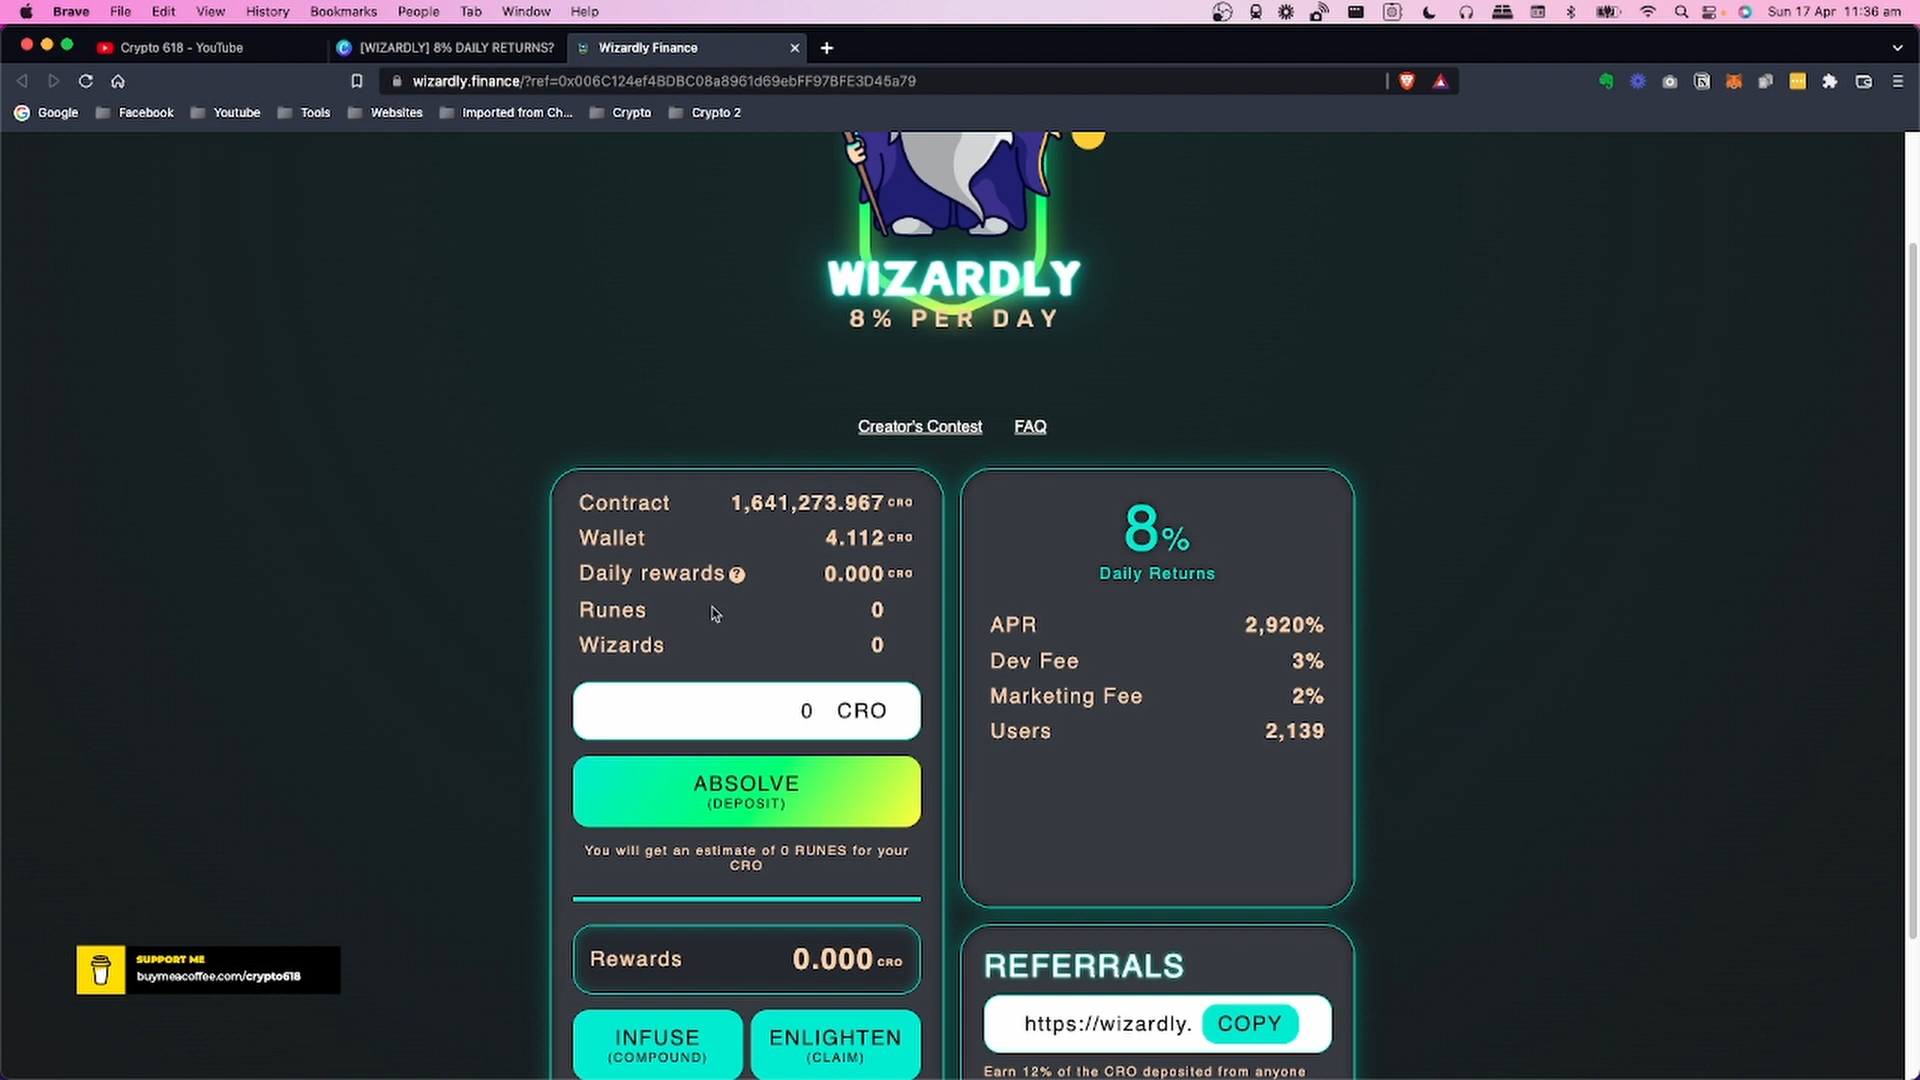 Brave File Edit View History Bookmarks People Tab Window Help Sun 17 Apr 11:36 am
Crypto 618 - YouTube [WIZARDLY] 8% DAILY RETURNS? Wizardly Finance
wizardly.finance/?ref=0x006C124ef4BDBC08a8961d69ebFF97BFE3D45a79
Google Facebook Youtube Tools Websites Imported from Ch... Crypto Crypto 2
WIZARDLY
8% PER DAY
Creator's Contest FAQ
Contract 1,641,273.967 CRO
Wallet 4.112 CRO
Daily rewards ? 0.000 CRO
Runes 0
Wizards 0
0 CRO
ABSOLVE
(DEPOSIT)
You will get an estimate of 0 RUNES for your
CRO
Rewards 0.000 CRO
INFUSE
(COMPOUND)
ENLIGHTEN
(CLAIM)
8%
Daily Returns
APR 2,920%
Dev Fee 3%
Marketing Fee 2%
Users 2,139
REFERRALS
https://wizardly. COPY
Earn 12% of the CRO deposited from anyone
SUPPORT ME
buymeacoffee.com/crypto618